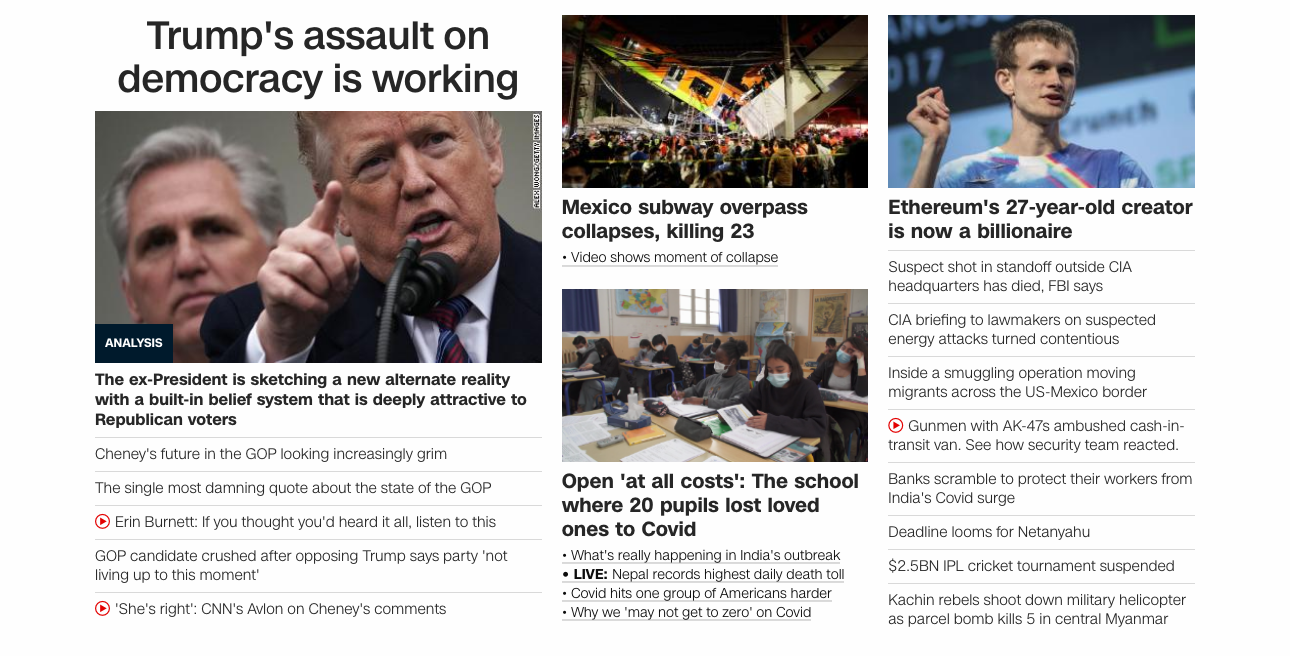 Trump's assault on
democracy is working
ALEX WONG/GETTY IMAGES
ANALYSIS
The ex-President is sketching a new alternate reality
with a built-in belief system that is deeply attractive to
Republican voters
Cheney's future in the GOP looking increasingly grim
The single most damning quote about the state of the GOP
Erin Burnett: If you thought you'd heard it all, listen to this
GOP candidate crushed after opposing Trump says party 'not
living up to this moment'
'She's right': CNN's Avlon on Cheney's comments
Mexico subway overpass
collapses, killing 23
• Video shows moment of collapse
Open 'at all costs': The school
where 20 pupils lost loved
ones to Covid
• What's really happening in India's outbreak
• LIVE: Nepal records highest daily death toll
• Covid hits one group of Americans harder
• Why we 'may not get to zero' on Covid
2017
crunch
Ethereum's 27-year-old creator
is now a billionaire
Suspect shot in standoff outside CIA
headquarters has died, FBI says
CIA briefing to lawmakers on suspected
energy attacks turned contentious
Inside a smuggling operation moving
migrants across the US-Mexico border
Gunmen with AK-47s ambushed cash-in-
transit van. See how security team reacted.
Banks scramble to protect their workers from
India's Covid surge
Deadline looms for Netanyahu
$2.5BN IPL cricket tournament suspended
Kachin rebels shoot down military helicopter
as parcel bomb kills 5 in central Myanmar